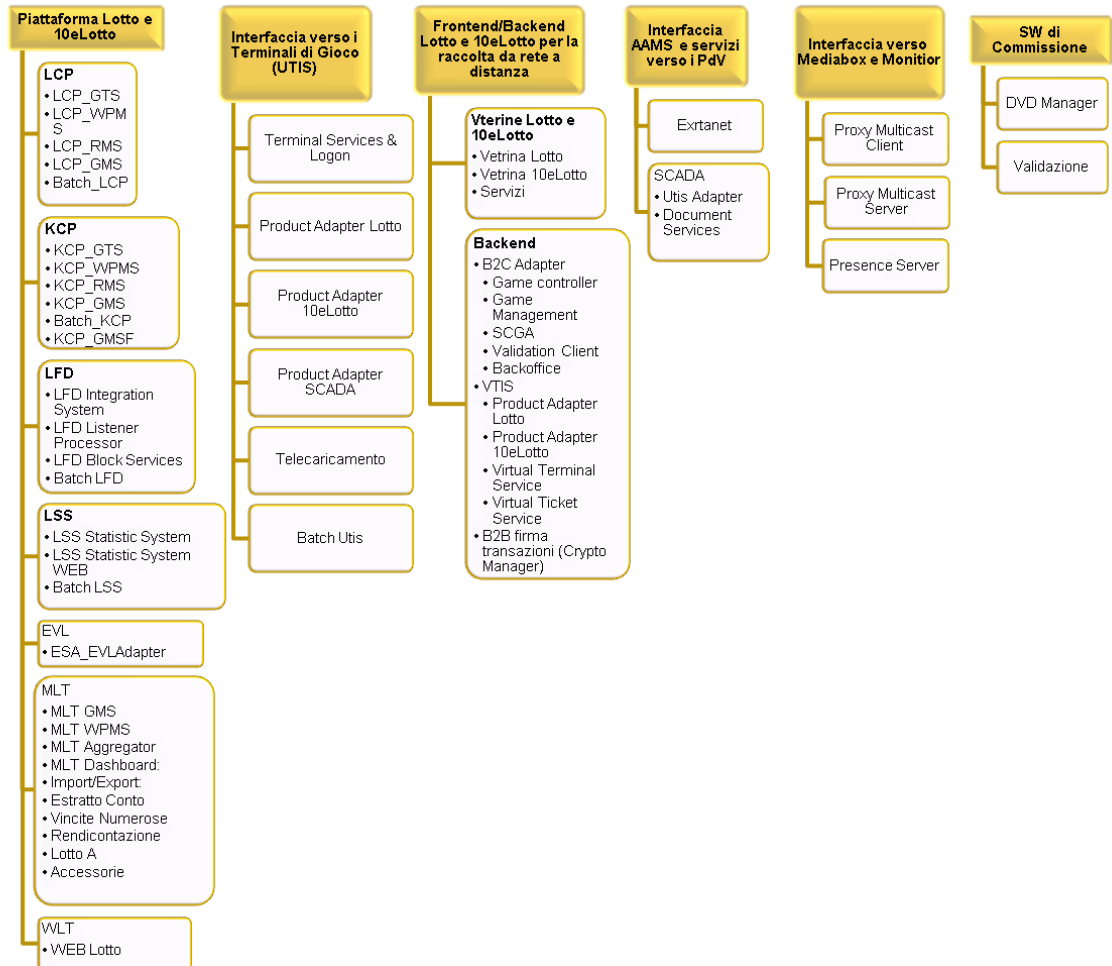 Piattaforma Lotto e
10eLotto
LCP
• LCP_GTS
• LCP_WPM
S
• LCP_RMS
• LCP_GMS
• Batch_LCP
KCP
• KCP_GTS
• KCP_WPMS
• KCP_RMS
• KCP_GMS
• Batch_KCP
• KCP_GMSF
LFD
• LFD Integration
System
• LFD Listener
Processor
• LFD Block Services
• Batch LFD
LSS
• LSS Statistic System
• LSS Statistic System
WEB
• Batch LSS
EVL
• ESA_EVLAdapter
MLT
• MLT GMS
• MLT WPMS
• MLT Aggregator
• MLT Dashboard:
• Import/Export:
• Estratto Conto
• Vincite Numerose
• Rendicontazione
• Lotto A
• Accessorie
WLT
• WEB Lotto
Interfaccia verso i
Terminali di Gioco
(UTIS)
Terminal Services &
Logon
Product Adapter Lotto
Product Adapter
10eLotto
Product Adapter
SCADA
Telecaricamento
Batch Utis
Frontend/Backend
Lotto e 10eLotto per la
raccolta da rete a
distanza
Vterine Lotto e
10eLotto
• Vetrina Lotto
• Vetrina 10eLotto
• Servizi
Backend
• B2C Adapter
• Game controller
• Game
Management
• SCGA
• Validation Client
• Backoffice
• VTIS
• Product Adapter
Lotto
• Product Adapter
10eLotto
• Virtual Terminal
Service
• Virtual Ticket
Service
• B2B firma
transazioni (Crypto
Manager)
Interfaccia
AAMS e servizi
verso i PdV
Exrtanet
SCADA
• Utis Adapter
• Document
Services
Interfaccia verso
Mediabox e Monitior
Proxy Multicast
Client
Proxy Multicast
Server
Presence Server
SW di
Commissione
DVD Manager
Validazione